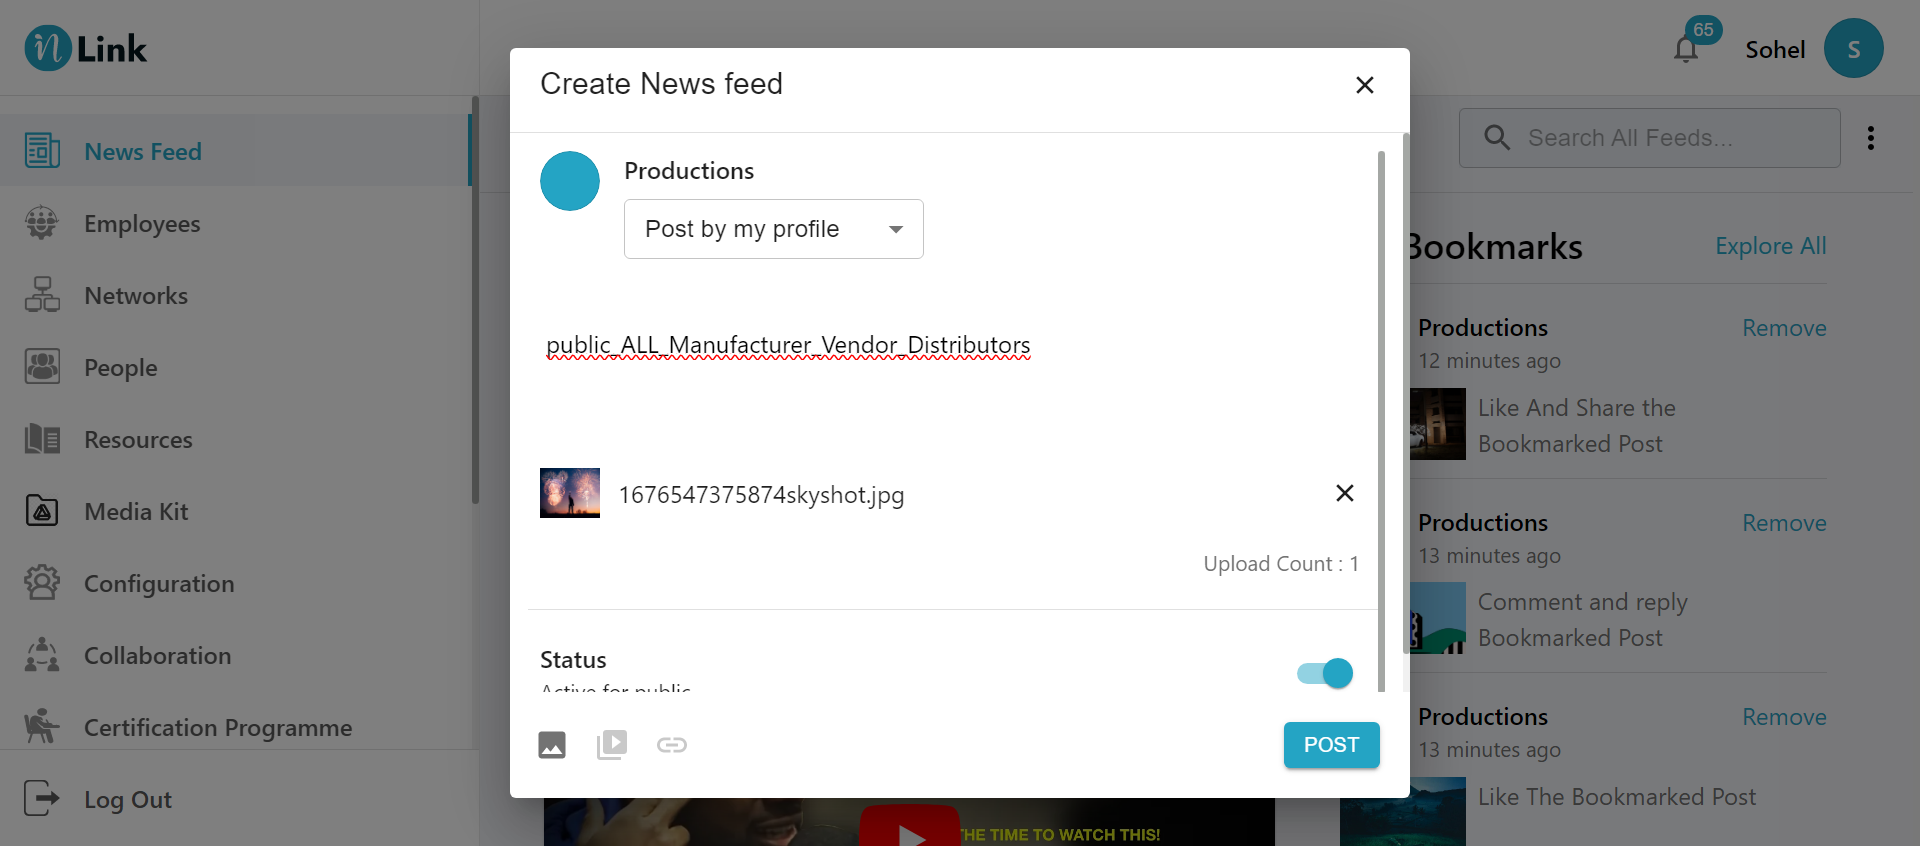 n Link
65
Sohel
S
News Feed
Employees
Networks
People
Resources
Media Kit
Configuration
Collaboration
Certification Programme
Log Out
Create News feed
Productions
Post by my profile
public_ALL_Manufacturer_Vendor_Distributors
1676547375874skyshot.jpg
Upload Count : 1
Status
Active for public
POST
THE TIME TO WATCH THIS!
Search All Feeds...
Bookmarks
Explore All
Productions
Remove
12 minutes ago
Like And Share the
Bookmarked Post
Productions
Remove
13 minutes ago
Comment and reply
Bookmarked Post
Productions
Remove
13 minutes ago
Like The Bookmarked Post